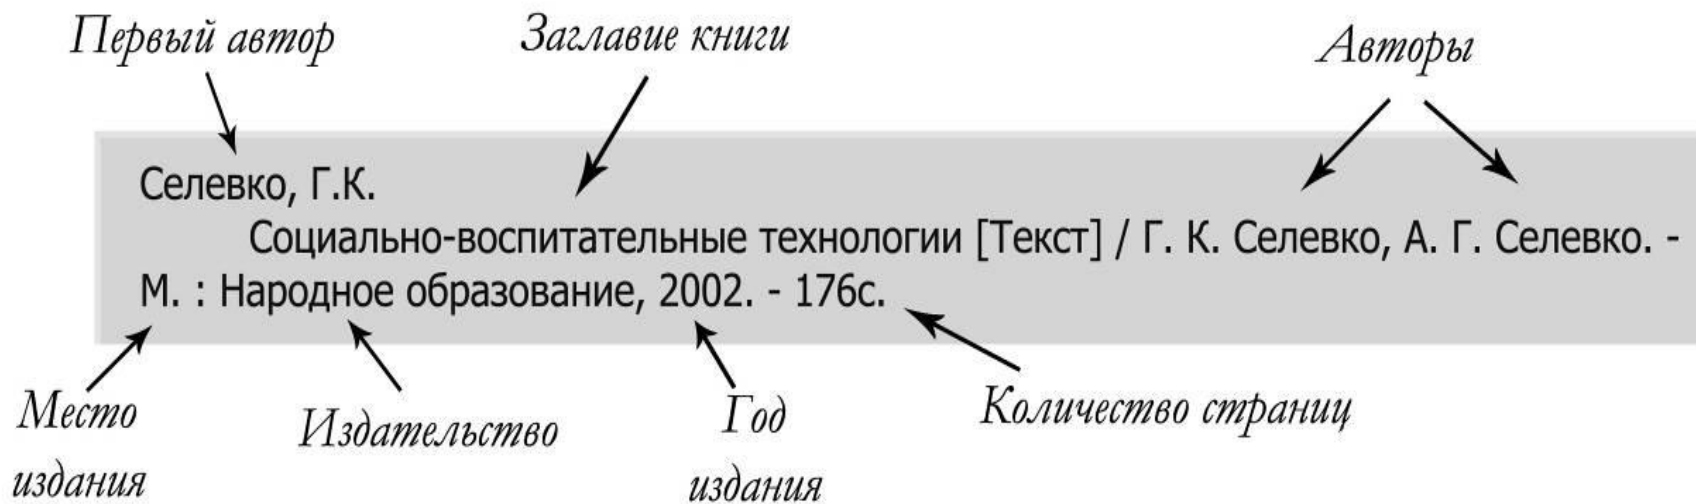 Первый автор
Заглавие книги
Авторы
Селевко, Г.К.
Социально-воспитательные технологии [Текст] / Г. К. Селевко, А. Г. Селевко. -
М. : Народное образование, 2002. - 176с.
Место
издания
Издательство
Год
издания
Количество страниц